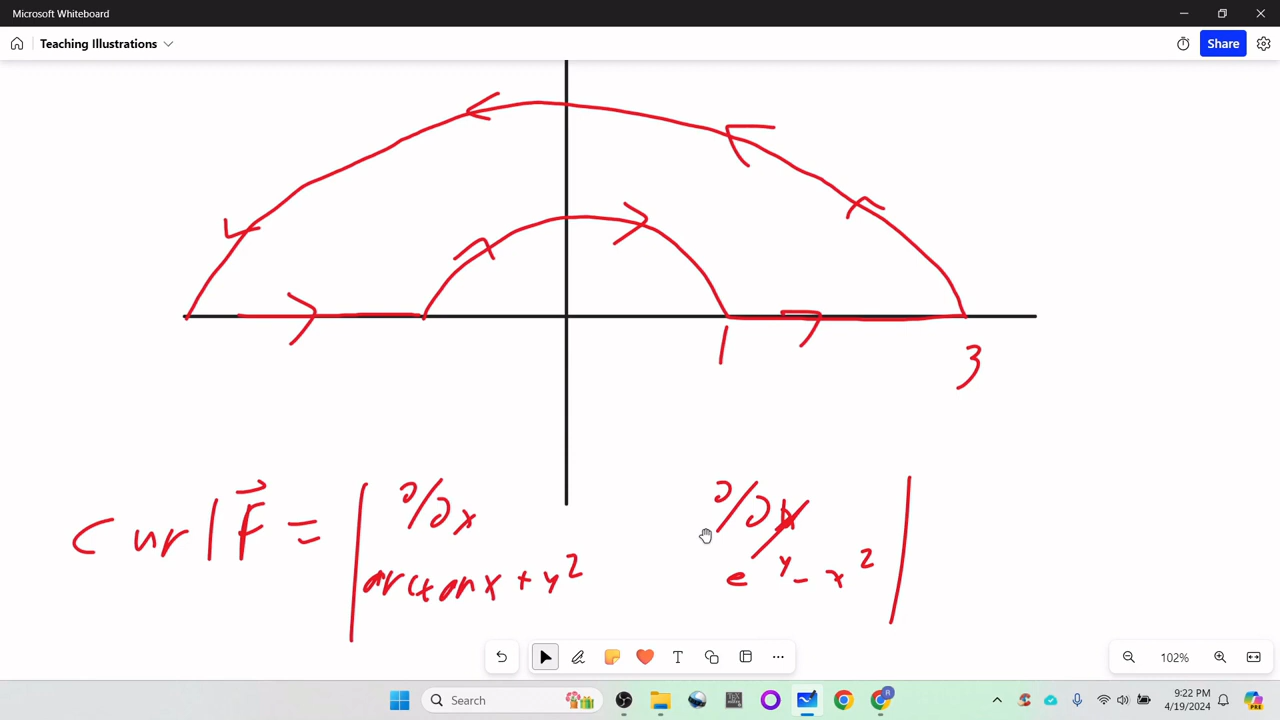 Microsoft Whiteboard
Teaching Illustrations
Share
1
3
curl F⃗ = | ∂/∂x ∂/∂y |
arctan x + y² e^y - x²
102%
Search
9:22 PM
4/19/2024